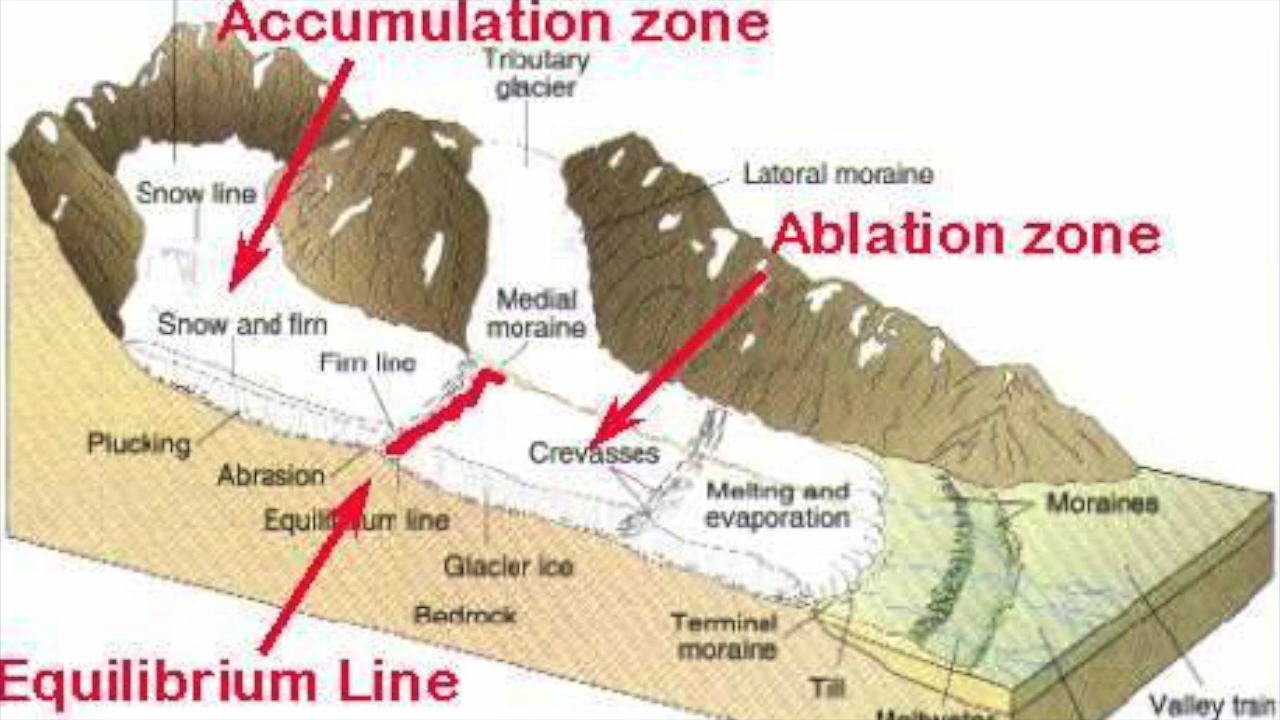 Accumulation zone
Tributary
glacier
Lateral moraine
Snow line
Ablation zone
Medial
moraine
Snow and firn
Firn line
Plucking
Crevasses
Abrasion
Melting and
evaporation
Moraines
Equilibrium line
Glacier ice
Bedrock
Terminal
moraine
Equilibrium Line
Till
Meltwater
Valley train